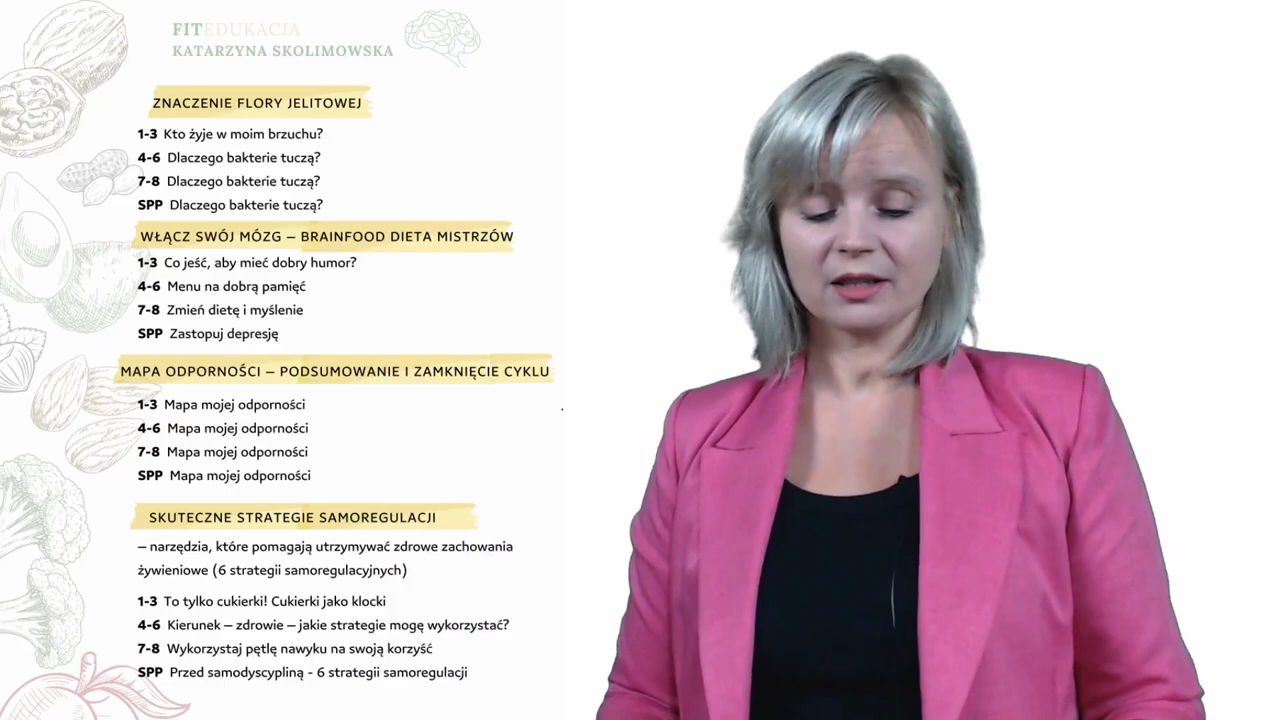 FITEDUKACJA
KATARZYNA SKOLIMOWSKA
ZNACZENIE FLORY JELITOWEJ
1-3 Kto żyje w moim brzuchu?
4-6 Dlaczego bakterie tuczą?
7-8 Dlaczego bakterie tuczą?
SPP Dlaczego bakterie tuczą?
WŁĄCZ SWÓJ MÓZG – BRAINFOOD DIETA MISTRZÓW
1-3 Co jeść, aby mieć dobry humor?
4-6 Menu na dobrą pamięć
7-8 Zmień dietę i myślenie
SPP Zastopuj depresję
MAPA ODPORNOŚCI – PODSUMOWANIE I ZAMKNIĘCIE CYKLU
1-3 Mapa mojej odporności
4-6 Mapa mojej odporności
7-8 Mapa mojej odporności
SPP Mapa mojej odporności
SKUTECZNE STRATEGIE SAMOREGULACJI
– narzędzia, które pomagają utrzymywać zdrowe zachowania
żywieniowe (6 strategii samoregulacyjnych)
1-3 To tylko cukierki! Cukierki jako klocki
4-6 Kierunek – zdrowie – jakie strategie mogę wykorzystać?
7-8 Wykorzystaj pętlę nawyku na swoją korzyść
SPP Przed samodyscypliną - 6 strategii samoregulacji